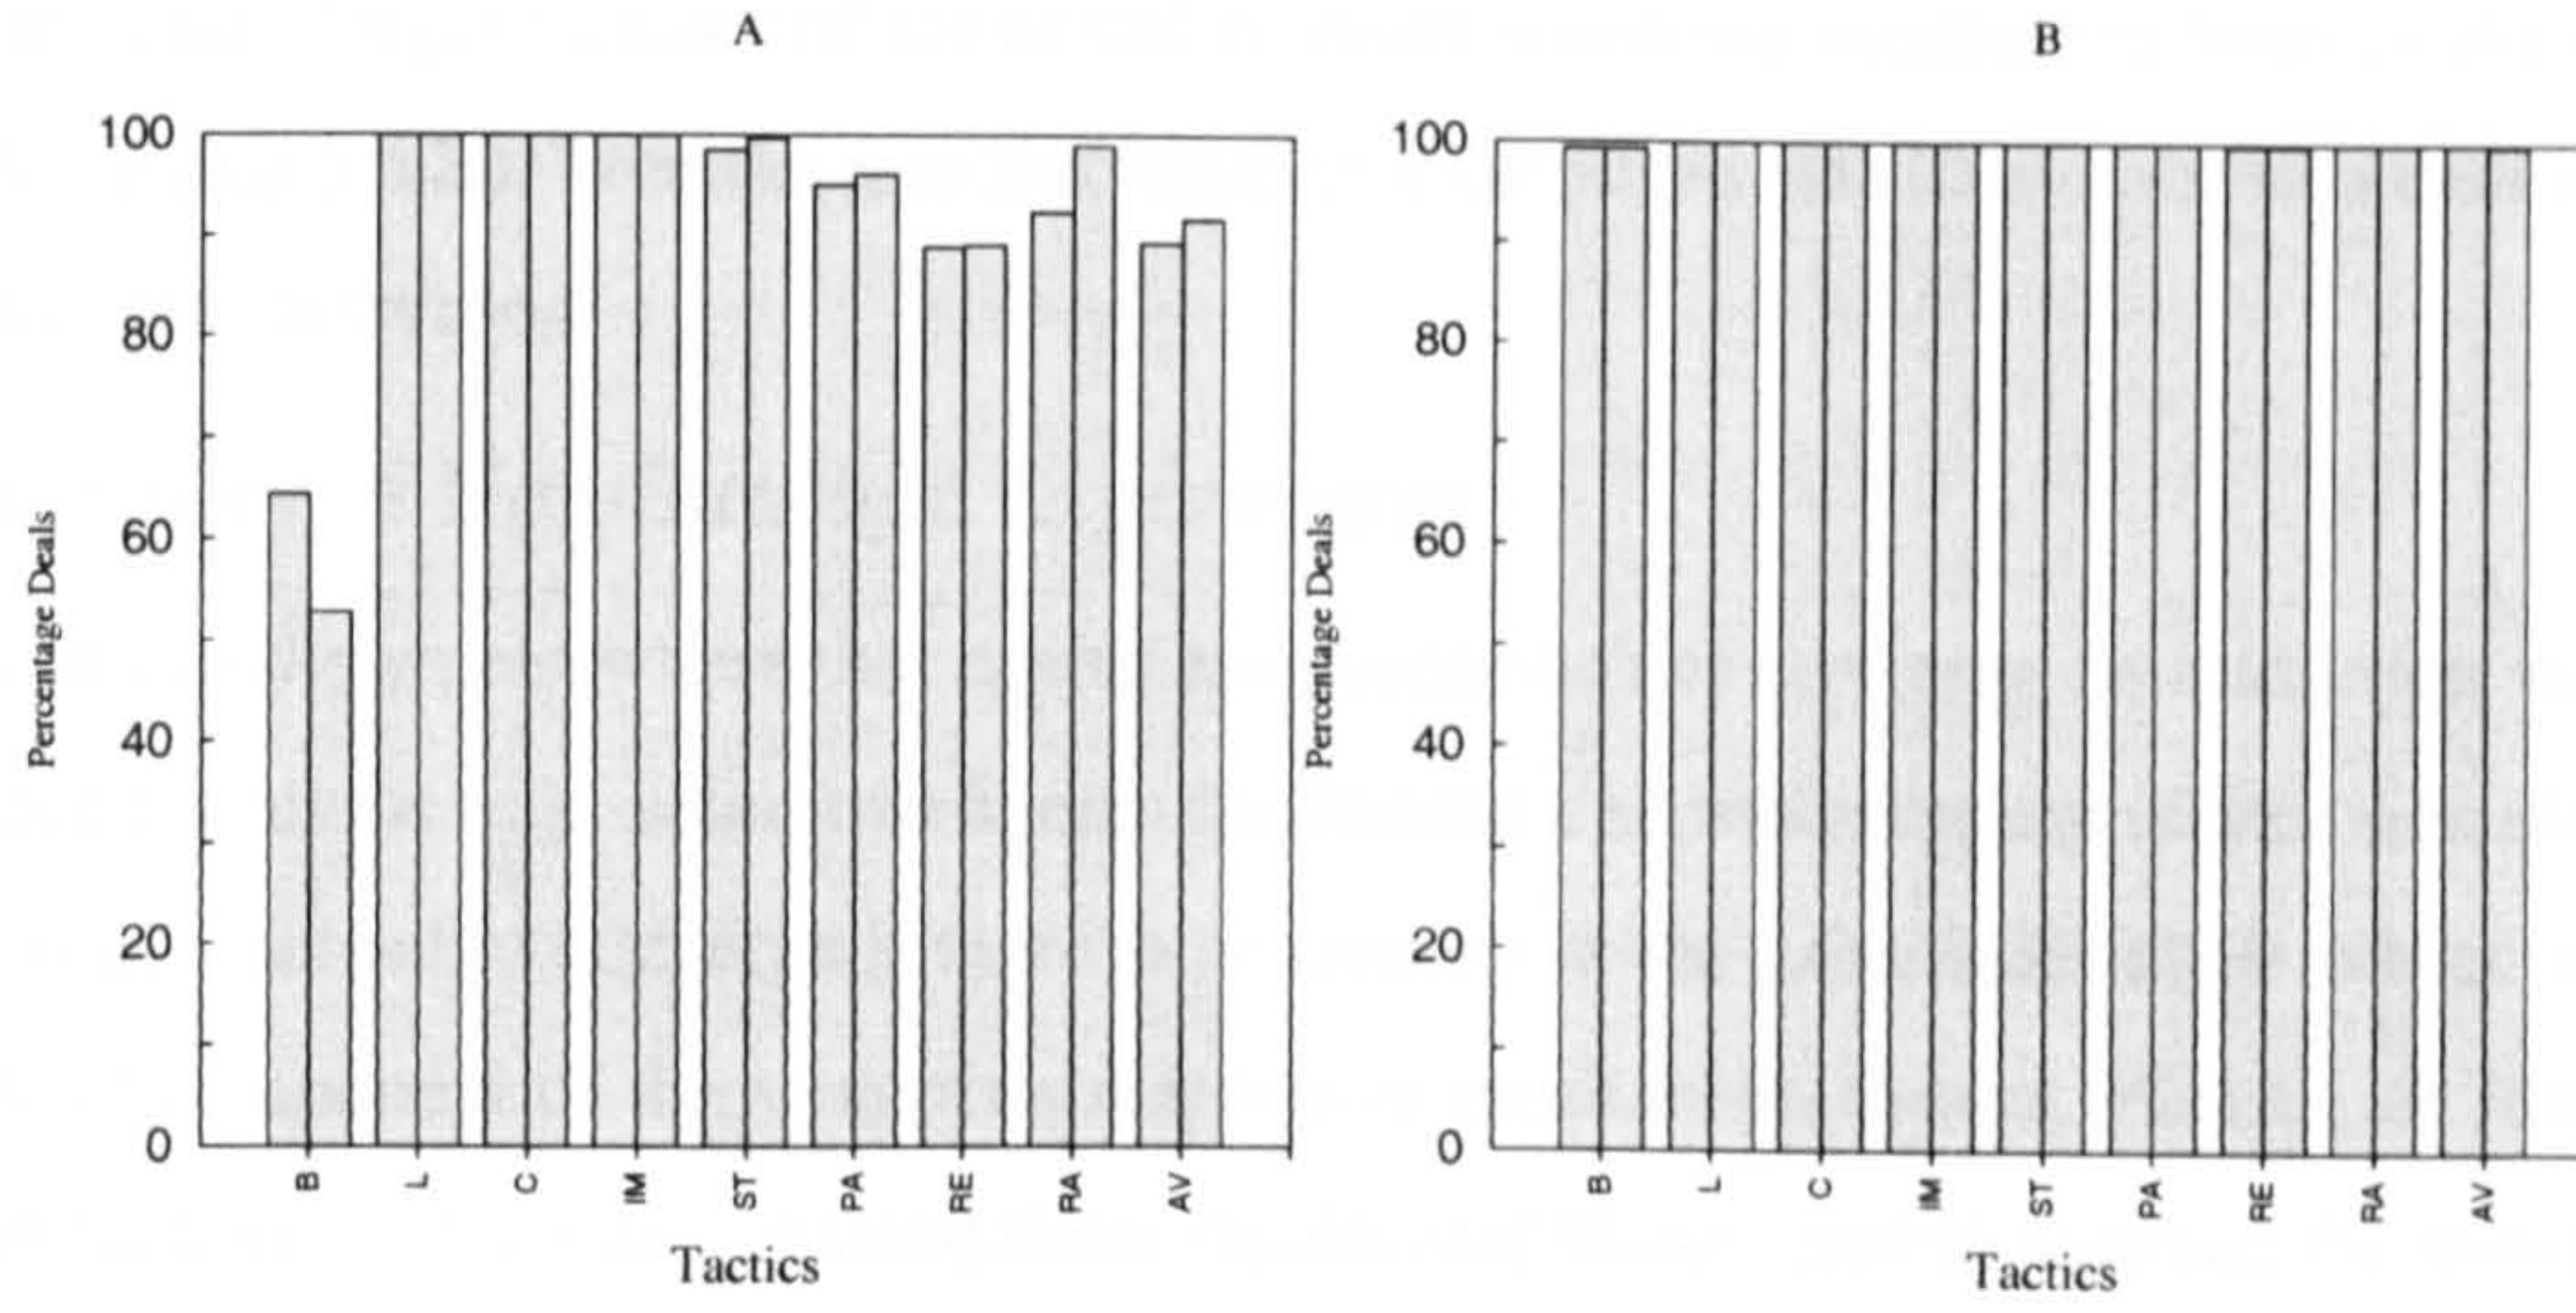 A
100
80
60
40
20
0
Percentage Deals
B
L
C
IM
ST
PA
RE
RA
AV
Tactics
B
100
80
60
40
20
0
Percentage Deals
B
L
C
IM
ST
PA
RE
RA
AV
Tactics